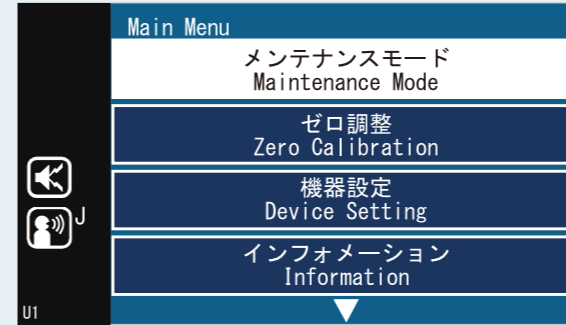 Main Menu
メンテナンスモード
Maintenance Mode
ゼロ調整
Zero Calibration
機器設定
Device Setting
インフォメーション
Information
J
U1